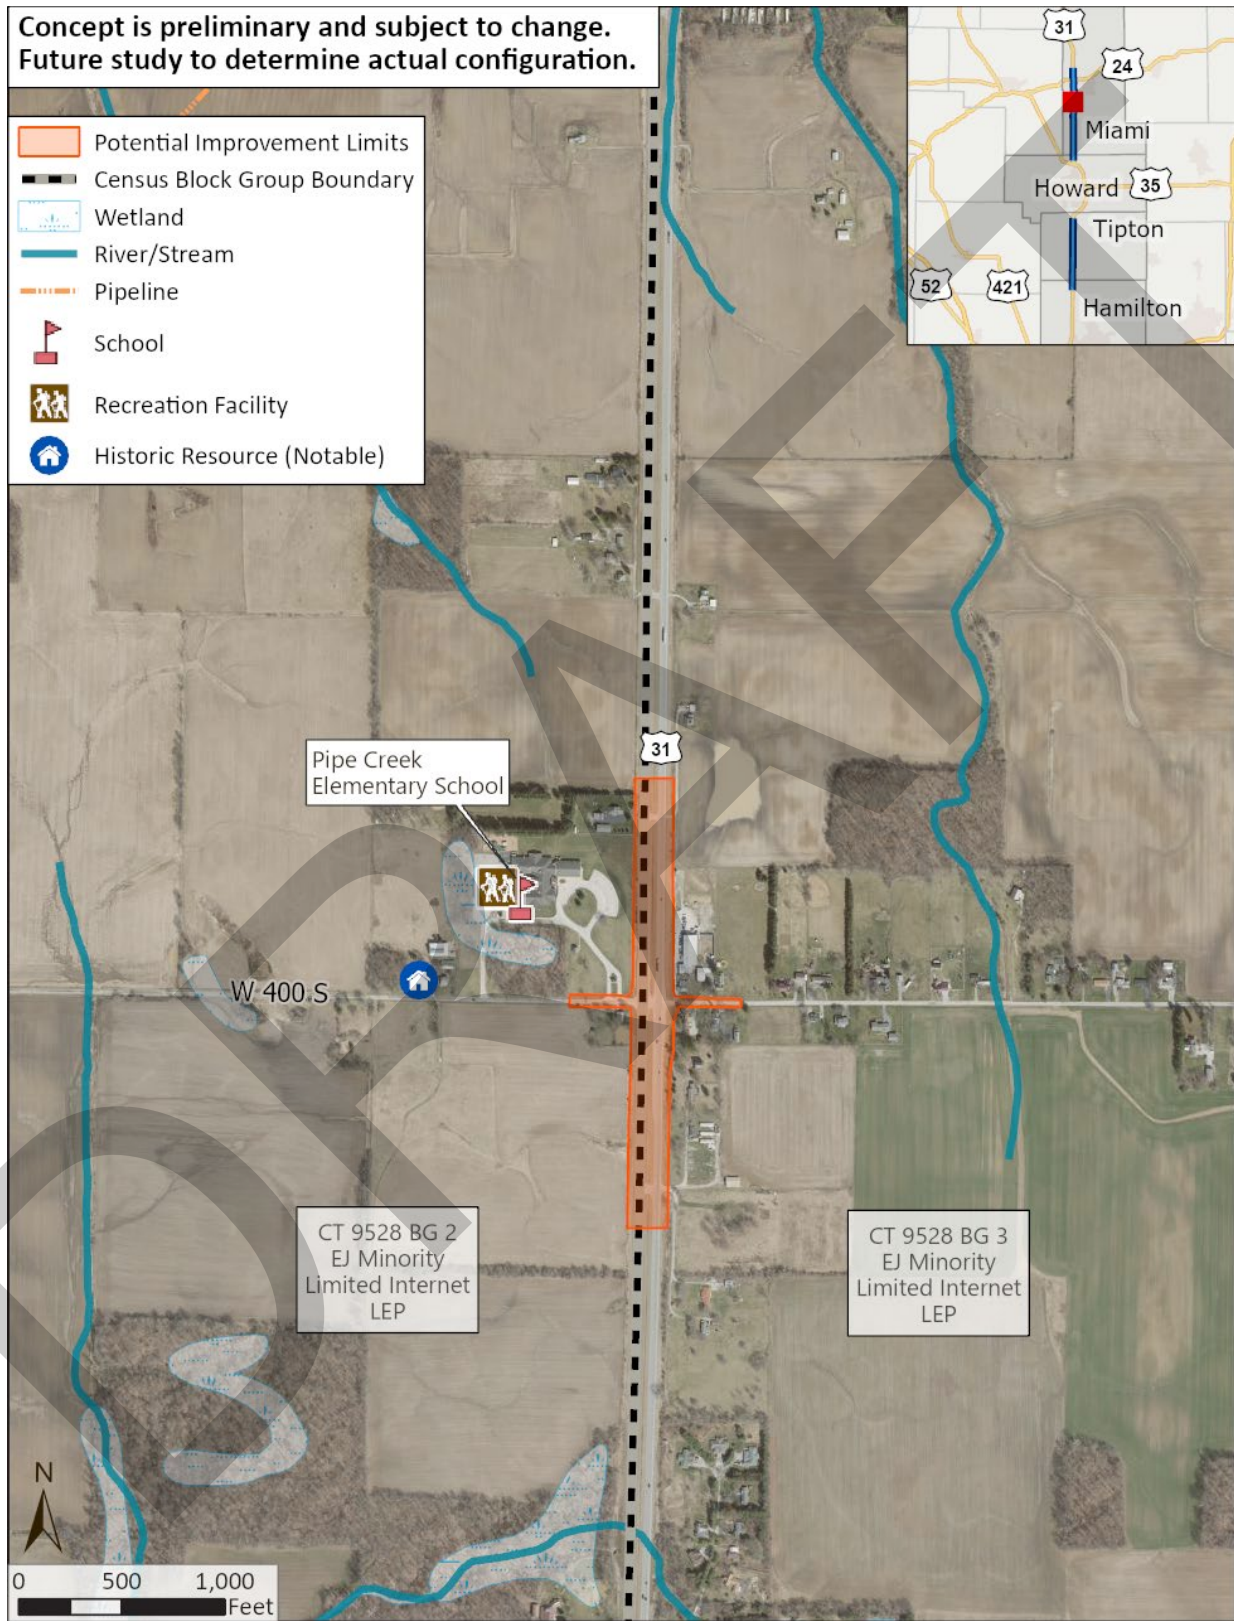 Concept is preliminary and subject to change.
Future study to determine actual configuration.
Potential Improvement Limits
Census Block Group Boundary
Wetland
River/Stream
Pipeline
School
Recreation Facility
Historic Resource (Notable)
31
24
Miami
Howard
35
Tipton
52
421
Hamilton
31
Pipe Creek
Elementary School
W 400 S
CT 9528 BG 2
EJ Minority
Limited Internet
LEP
CT 9528 BG 3
EJ Minority
Limited Internet
LEP
N
0 500 1,000
Feet
DRAFT